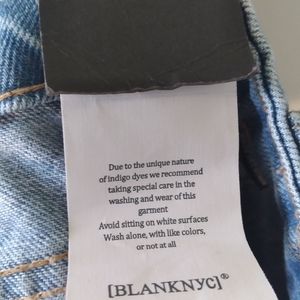 Due to the unique nature
of indigo dyes we recommend
taking special care in the
washing and wear of this
garment
Avoid sitting on white surfaces
Wash alone, with like colors,
or not at all
[BLANKNYC]®